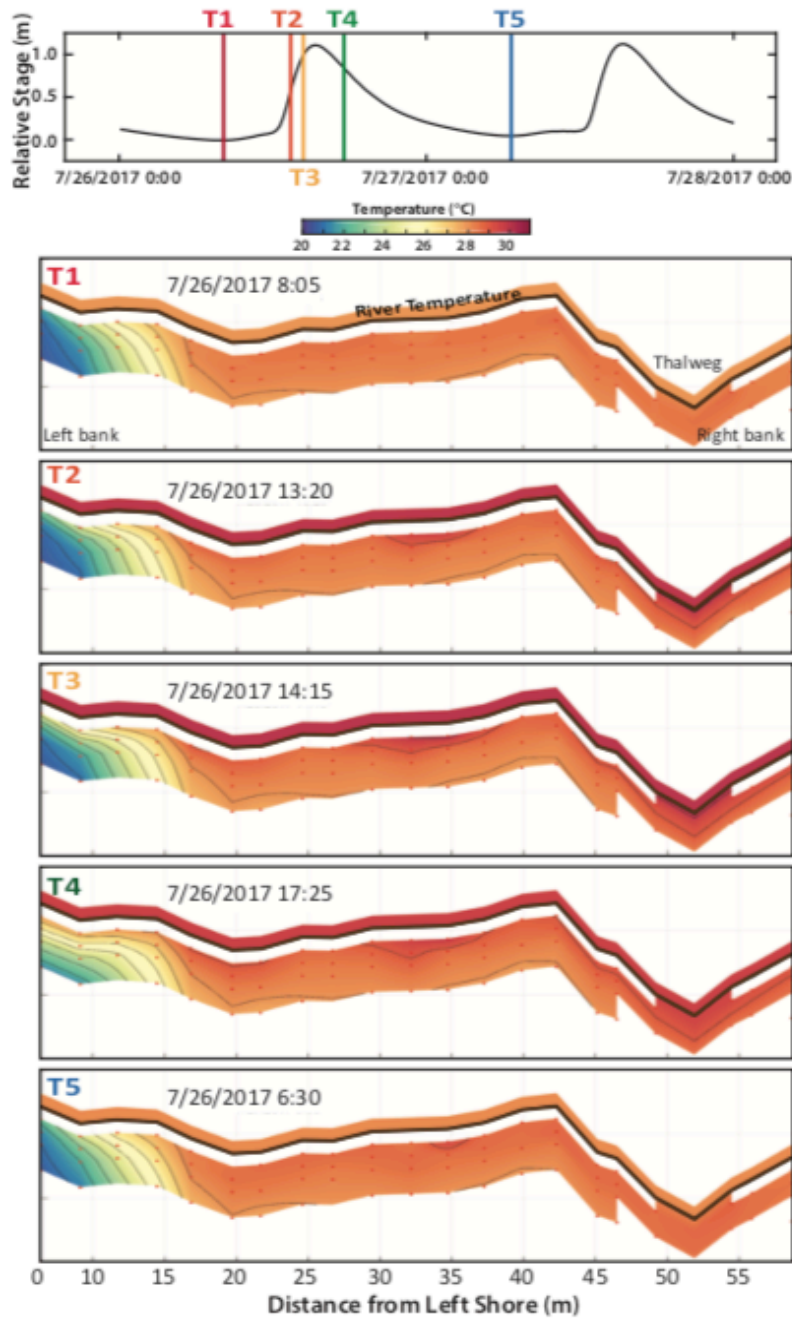 T1 T2 T4 T5
Relative Stage (m)
1.0
0.5
0.0
7/26/2017 0:00 T3 7/27/2017 0:00 7/28/2017 0:00
Temperature (°C)
20 22 24 26 28 30
T1
7/26/2017 8:05
River Temperature
Thalweg
Left bank
Right bank
T2
7/26/2017 13:20
T3
7/26/2017 14:15
T4
7/26/2017 17:25
T5
7/26/2017 6:30
0 10 15 20 25 30 35 40 45 50 55
Distance from Left Shore (m)